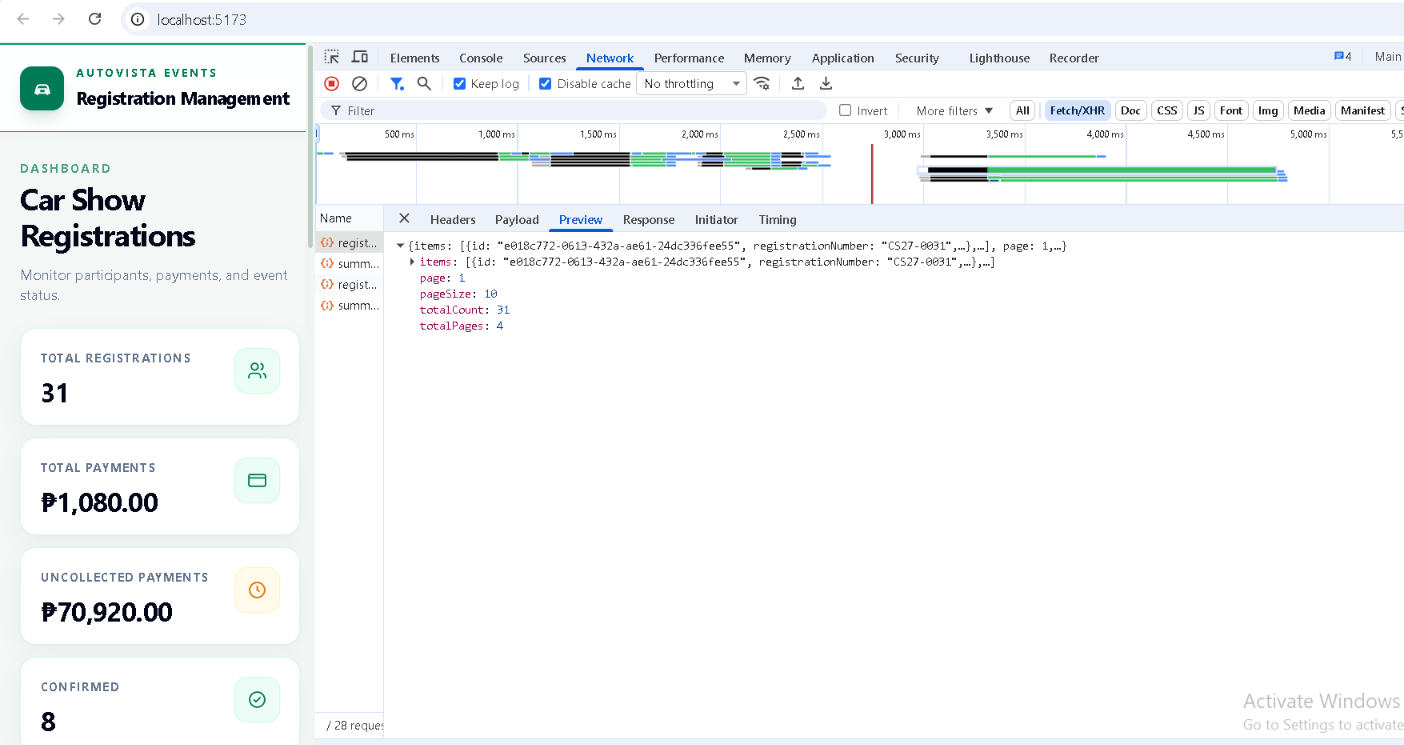 localhost:5173
AUTOVISTA EVENTS
Registration Management
DASHBOARD
Car Show
Registrations
Monitor participants, payments, and event
status.
TOTAL REGISTRATIONS
31
TOTAL PAYMENTS
₱1,080.00
UNCOLLECTED PAYMENTS
₱70,920.00
CONFIRMED
8
Elements Console Sources Network Performance Memory Application Security Lighthouse Recorder 4 Main
Keep log Disable cache No throttling
Filter Invert More filters All Fetch/XHR Doc CSS JS Font Img Media Manifest S
500 ms 1,000 ms 1,500 ms 2,000 ms 2,500 ms 3,000 ms 3,500 ms 4,000 ms 4,500 ms 5,000 ms 5,5
Name Headers Payload Preview Response Initiator Timing
regist...
summ...
regist...
summ...
{items: [{id: "e018c772-0613-432a-ae61-24dc336fee55", registrationNumber: "CS27-0031",…},…], page: 1,…}
items: [{id: "e018c772-0613-432a-ae61-24dc336fee55", registrationNumber: "CS27-0031",…},…]
page: 1
pageSize: 10
totalCount: 31
totalPages: 4
/ 28 reque
Activate Windows
Go to Settings to activate